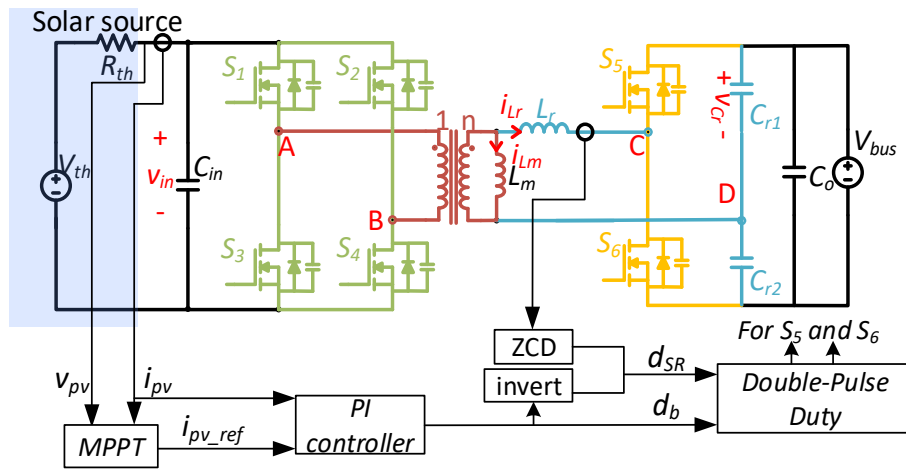 Solar source
R_th
S_1
S_2
S_5
+
V_Cr
-
C_r1
i_Lr
L_r
1
n
A
C
i_Lm
V_bus
V_th
+
v_in
-
C_in
L_m
C_o
D
B
S_3
S_4
S_6
C_r2
For S_5 and S_6
ZCD
d_SR
v_pv
i_pv
invert
Double-Pulse
Duty
PI
controller
d_b
MPPT
i_pv_ref